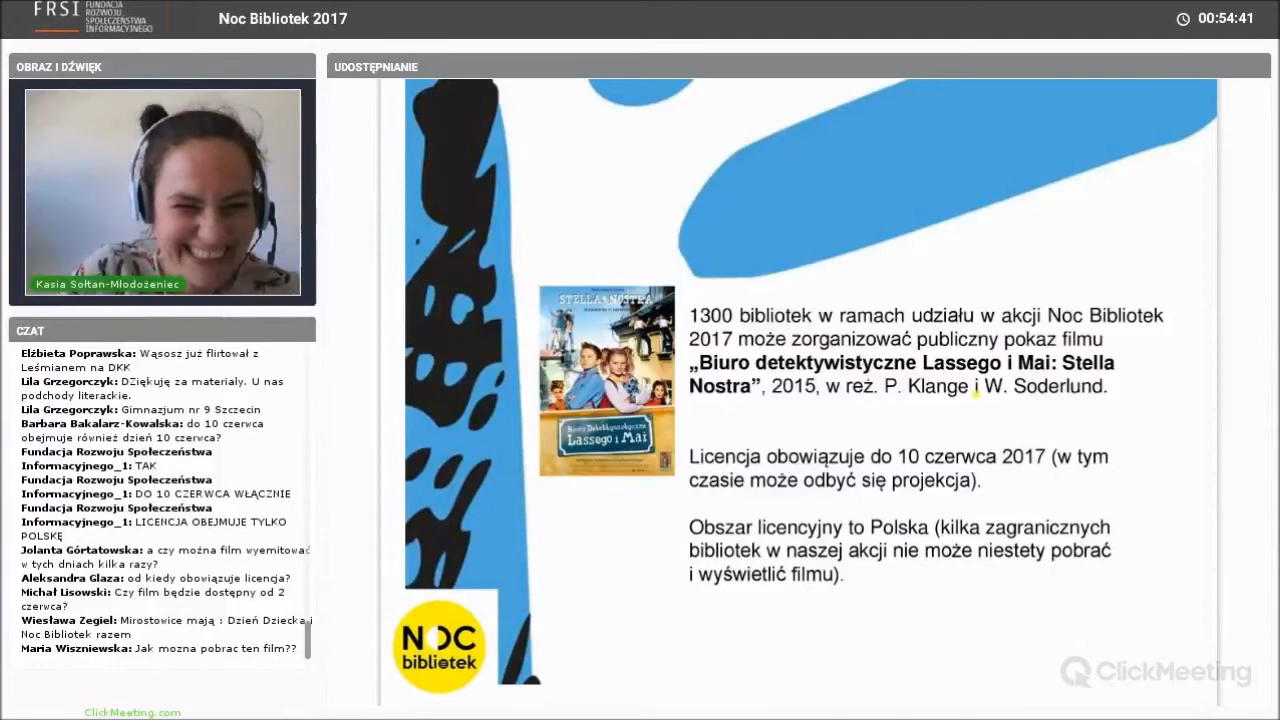 FRSI
FUNDACJA
ROZWOJU
SPOŁECZEŃSTWA
INFORMACYJNEGO
Noc Bibliotek 2017
00:54:41
OBRAZ I DŹWIĘK
Kasia Sołtan-Młodożeniec
CZAT
Elżbieta Poprawska: Wąsosz już flirtował z
Leśmianem na DKK
Lila Grzegorczyk: DZiękuję za materialy. U nas
podchody literackie.
Lila Grzegorczyk: Gimnazjum nr 9 Szczecin
Barbara Bakalarz-Kowalska: do 10 czerwca
obejmuje również dzień 10 czerwca?
Fundacja Rozwoju Społeczeństwa
Informacyjnego_1: TAK
Fundacja Rozwoju Społeczeństwa
Informacyjnego_1: DO 10 CZERWCA WŁĄCZNIE
Fundacja Rozwoju Społeczeństwa
Informacyjnego_1: LICENCJA OBEJMUJE TYLKO
POLSKĘ
Jolanta Górtatowska: a czy można film wyemitować
w tych dniach kilka razy?
Aleksandra Glaza: od kiedy obowiązuje licencja?
Michał Lisowski: Czy film będzie dostępny od 2
czerwca?
Wiesława Zegiel: Mirostowice mają : Dzień Dziecka i
Noc Bibliotek razem
Maria Wiszniewska: Jak mozna pobrac ten film??
ClickMeeting.com
UDOSTĘPNIANIE
STELLA NOSTRA
Biuro Detektywistyczne
Lassego i Mai
1300 bibliotek w ramach udziału w akcji Noc Bibliotek
2017 może zorganizować publiczny pokaz filmu
„Biuro detektywistyczne Lassego i Mai: Stella
Nostra”, 2015, w reż. P. Klange i W. Soderlund.
Licencja obowiązuje do 10 czerwca 2017 (w tym
czasie może odbyć się projekcja).
Obszar licencyjny to Polska (kilka zagranicznych
bibliotek w naszej akcji nie może niestety pobrać
i wyświetlić filmu).
NOC
bibliotek
ClickMeeting